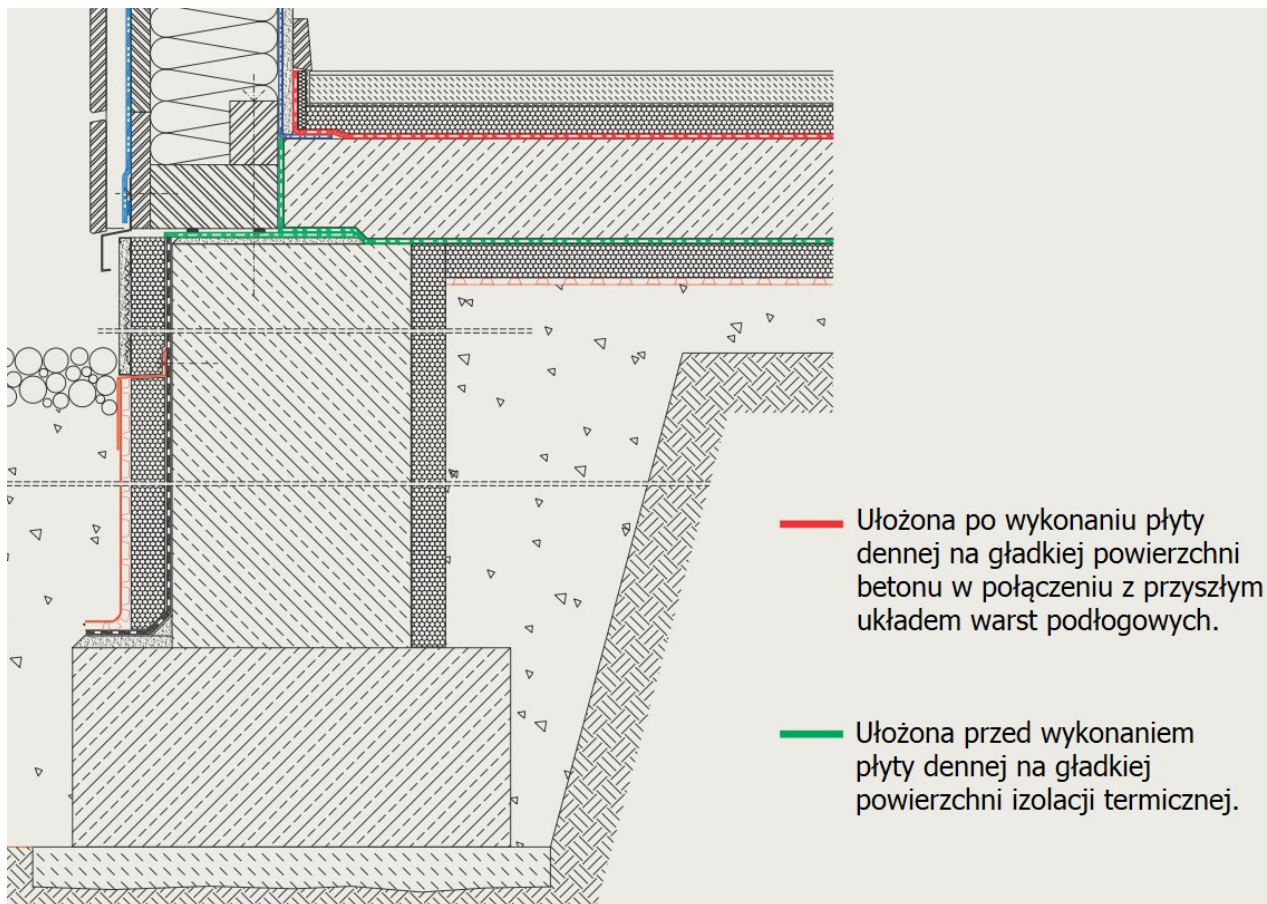 Ułożona po wykonaniu płyty
dennej na gładkiej powierzchni
betonu w połączeniu z przyszłym
układem warst podłogowych.
Ułożona przed wykonaniem
płyty dennej na gładkiej
powierzchni izolacji termicznej.